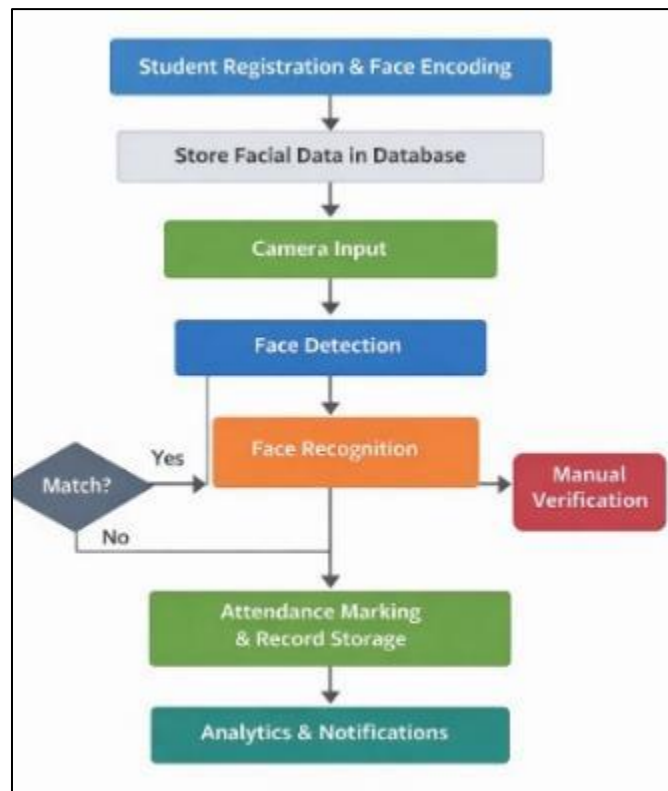 Student Registration & Face Encoding
Store Facial Data in Database
Camera Input
Face Detection
Face Recognition
Yes
Match?
No
Manual
Verification
Attendance Marking
& Record Storage
Analytics & Notifications